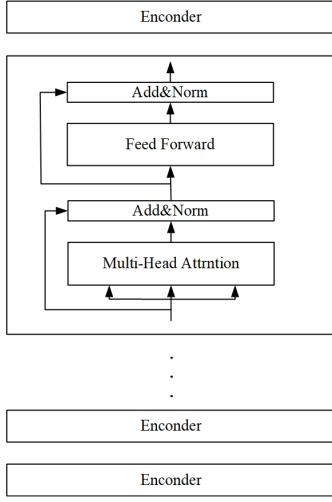 Enconder
Add&Norm
Feed Forward
Add&Norm
Multi-Head Attrntion
Enconder
Enconder